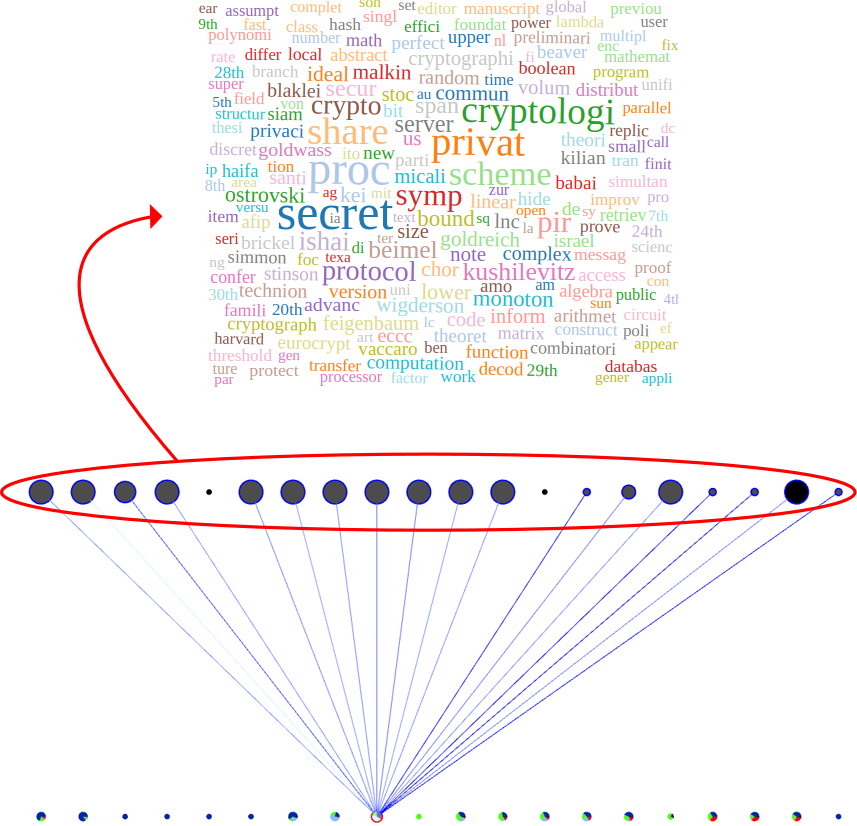 ear assumpt complet son set editor manuscript global previou
9th fast class hash singl effici foundat power lambda user
polynomi number math perfect upper nl preliminari multipl enc fix
rate differ local abstract cryptographi fi beaver mathemat
28th branch ideal malkin random time boolean program
super blaklei secur stoc au commun volum distribut unifi
5th field von crypto bit span cryptologi parallel
structur siam share server replic dc
thesi privaci us privat theori small call
discret goldwass ito new parti kilian tran finit
ip haifa tion proc micali scheme babai simultan
8th area santi kei mit symp zur
ostrovski ag linear hide improv pro
versu secret text bound sq lnc open de sy retriev 7th
item afip ia la pir prove 24th
seri brickel ishai di ter size goldreich israel scienc
ng simmon foc texa beimel note complex messag
confer stinson protocol chor kushilevitz access proof con
30th technion version uni lower amo am algebra public 4th
famili 20th advanc wigderson monoton sun
cryptograph feigenbaum lc code inform arithret circuit
harvard eurocrypt art eccc theoret matrix construct poli ef
threshold gen vaccaro ben function combinatori appear
ture protect transfer computation decod 29th databas
par processor factor work gener appli